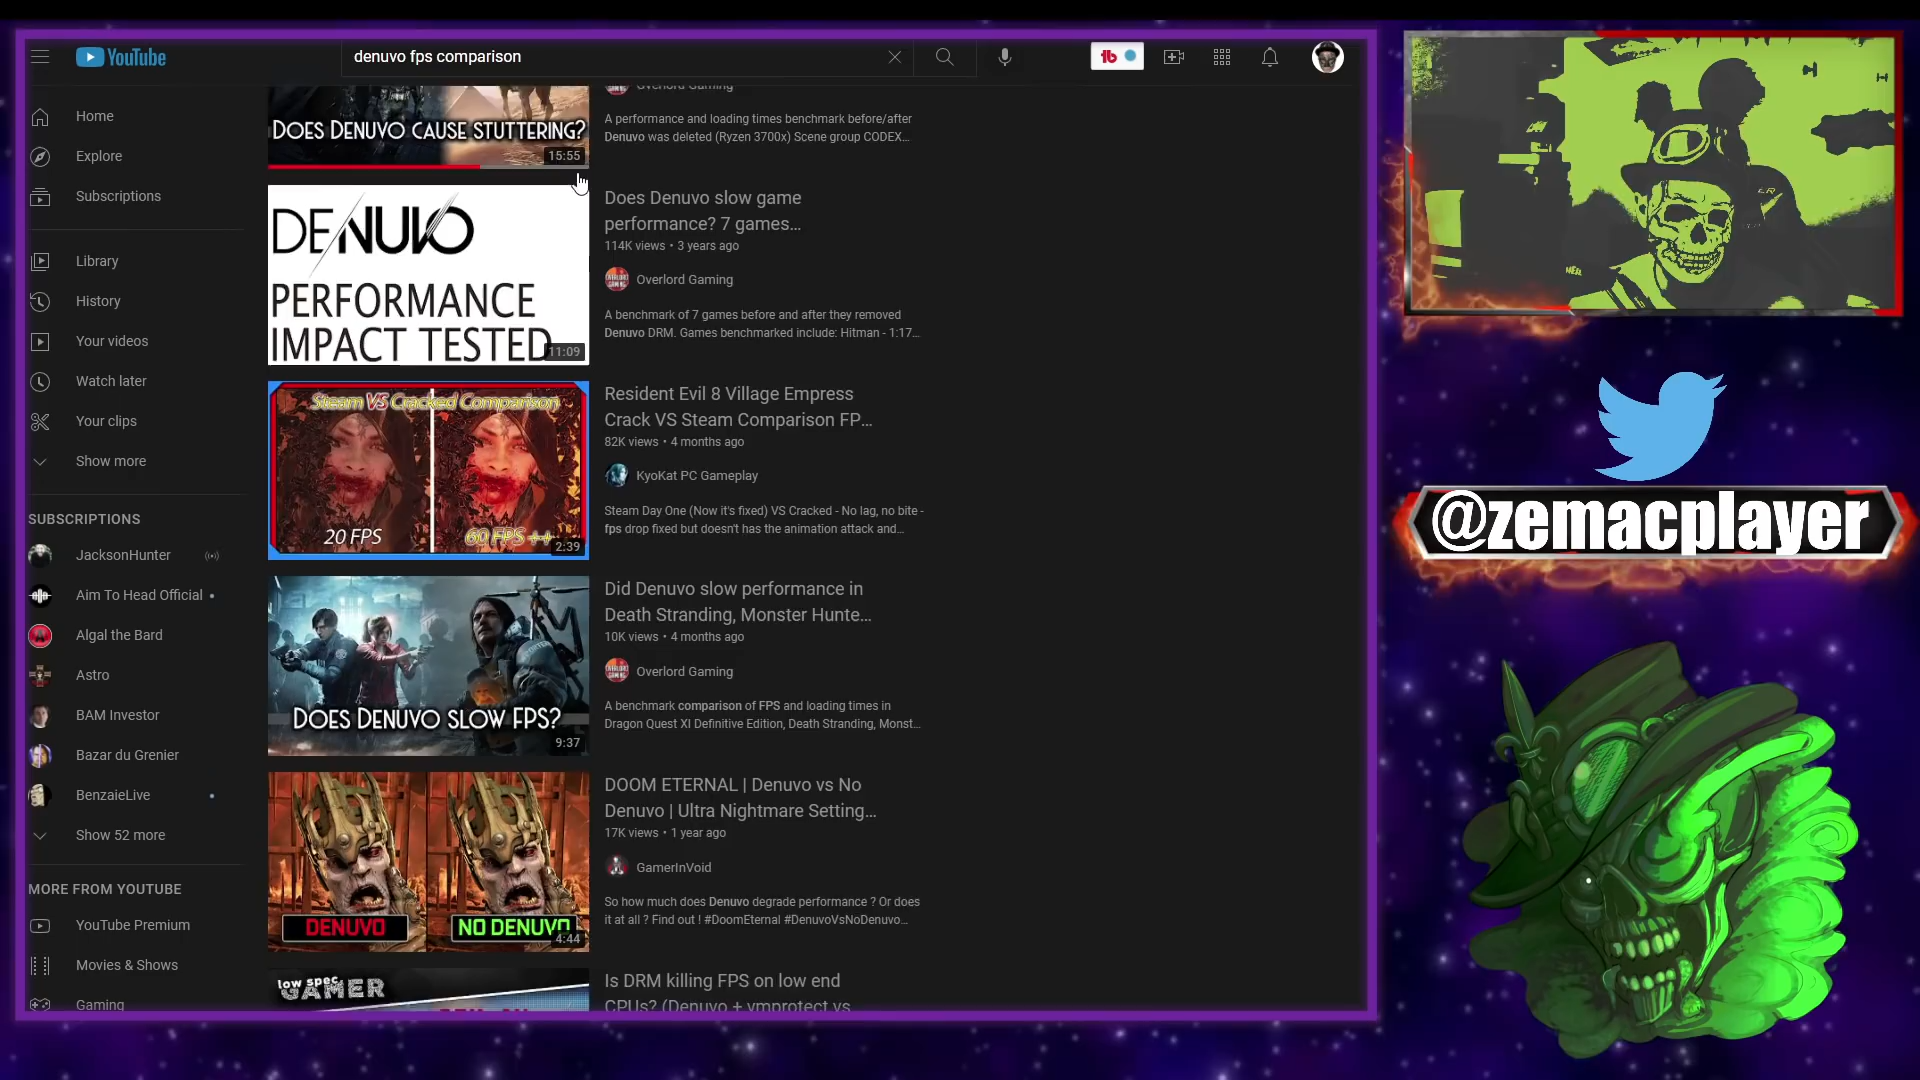 YouTube
denuvo fps comparison
tb
Home
Explore
Subscriptions
Library
History
Your videos
Watch later
Your clips
Show more
SUBSCRIPTIONS
JacksonHunter
Aim To Head Official
Algal the Bard
Astro
BAM Investor
Bazar du Grenier
BenzaieLive
Show 52 more
MORE FROM YOUTUBE
YouTube Premium
Movies & Shows
Gaming
DOES DENUVO CAUSE STUTTERING?
15:55
Overlord Gaming
A performance and loading times benchmark before/after
Denuvo was deleted (Ryzen 3700x) Scene group CODEX...
DENUVO
PERFORMANCE
IMPACT TESTED
11:09
Does Denuvo slow game
performance? 7 games...
114K views • 3 years ago
Overlord Gaming
A benchmark of 7 games before and after they removed
Denuvo DRM. Games benchmarked include: Hitman - 1:17...
Steam VS Cracked Comparison
20 FPS
60 FPS ++
2:39
Resident Evil 8 Village Empress
Crack VS Steam Comparison FP...
82K views • 4 months ago
KyoKat PC Gameplay
Steam Day One (Now it's fixed) VS Cracked - No lag, no bite -
fps drop fixed but doesn't has the animation attack and...
DOES DENUVO SLOW FPS?
9:37
Did Denuvo slow performance in
Death Stranding, Monster Hunte...
10K views • 4 months ago
Overlord Gaming
A benchmark comparison of FPS and loading times in
Dragon Quest XI Definitive Edition, Death Stranding, Monst...
DENUVO
NO DENUVO
4:44
DOOM ETERNAL | Denuvo vs No
Denuvo | Ultra Nightmare Setting...
17K views • 1 year ago
GamerInVoid
So how much does Denuvo degrade performance ? Or does
it at all ? Find out ! #DoomEternal #DenuvoVsNoDenuvo...
low spec
GAMER
Is DRM killing FPS on low end
CPUs? (Denuvo + vmprotect vs
@zemacplayer